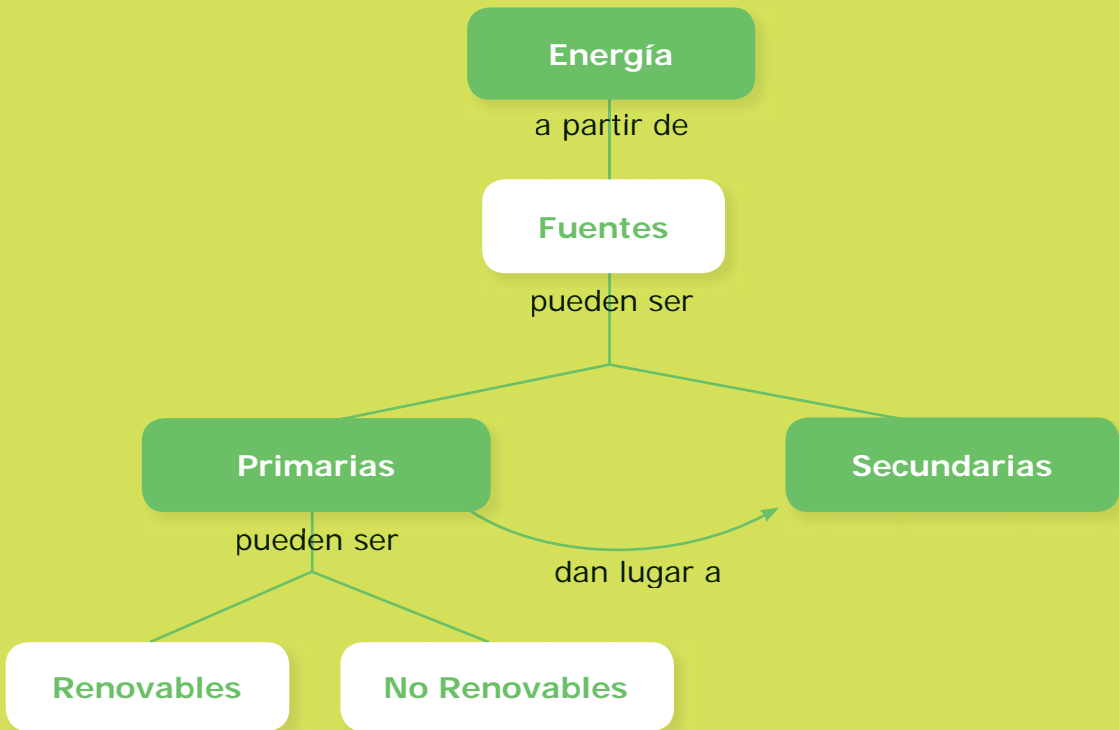 Energía
a partir de
Fuentes
pueden ser
Primarias
Secundarias
pueden ser
dan lugar a
Renovables
No Renovables